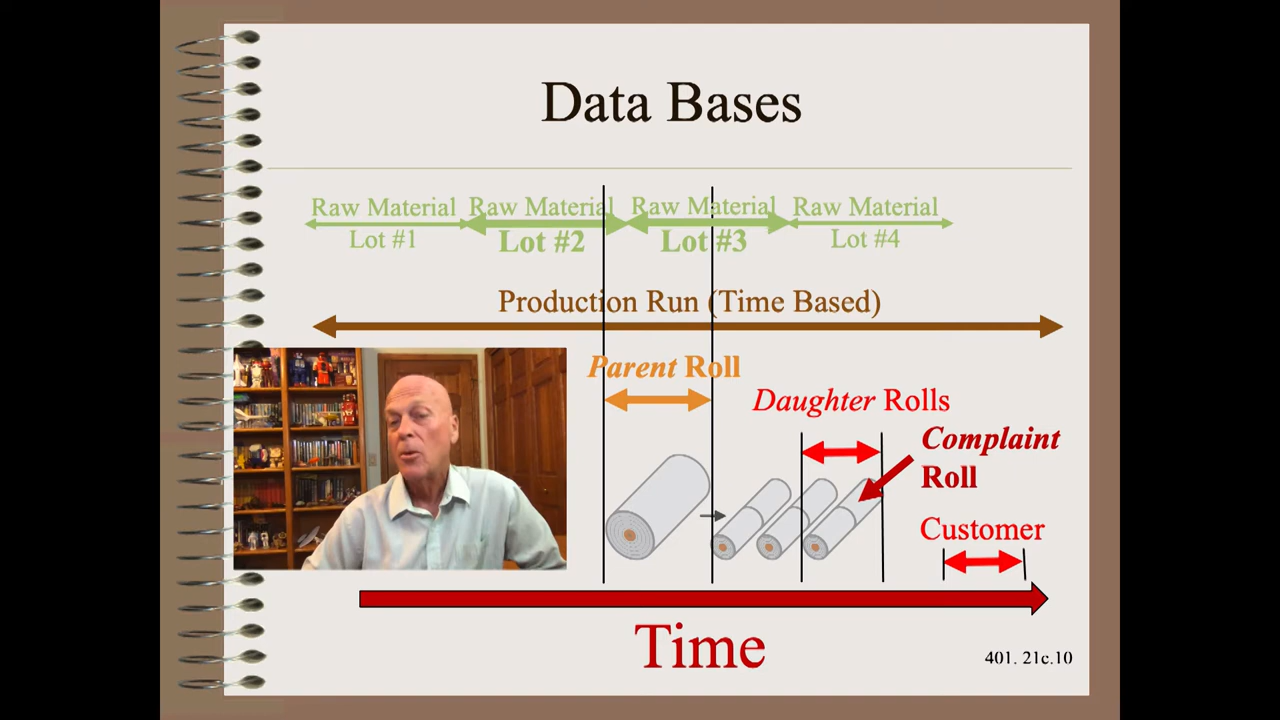 Data Bases
Raw Material Raw Material Raw Material Raw Material
Lot #1 Lot #2 Lot #3 Lot #4
Production Run (Time Based)
Parent Roll
Daughter Rolls
Complaint
Roll
Customer
Time
401. 21c.10